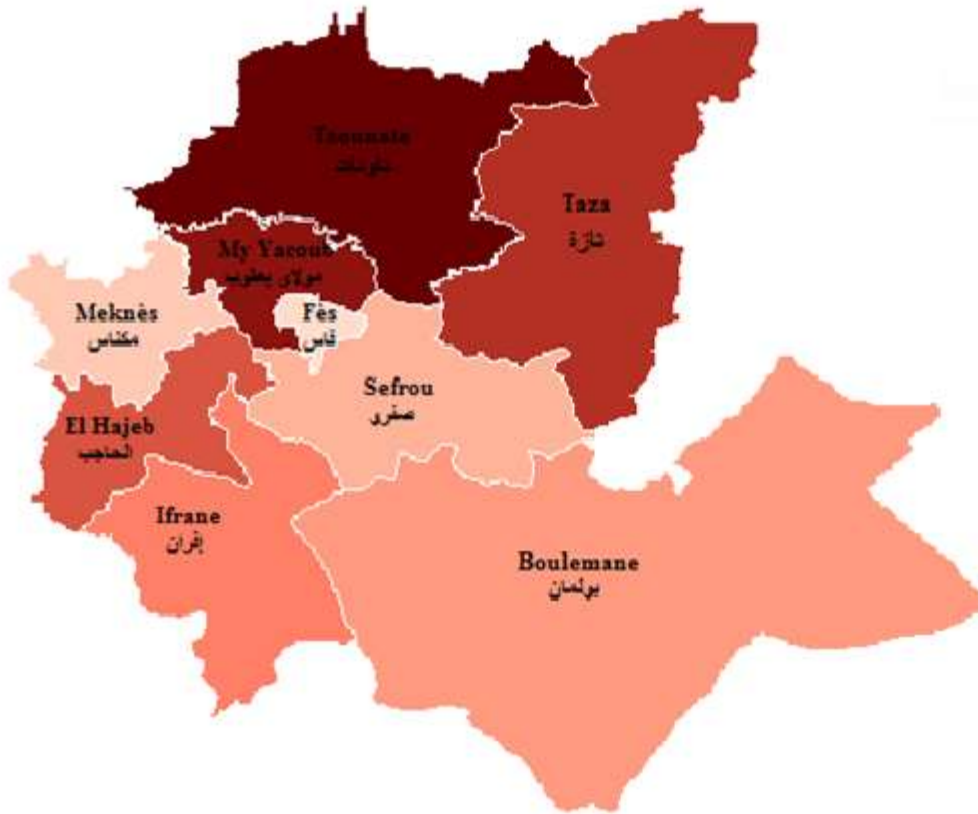 Taounate
تاونات
Taza
تازة
My Yacoub
مولاي يعقوب
Meknès
مكناس
Fès
فاس
Sefrou
صفرو
El Hajeb
الحاجب
Ifrane
إفران
Boulemane
بولمان